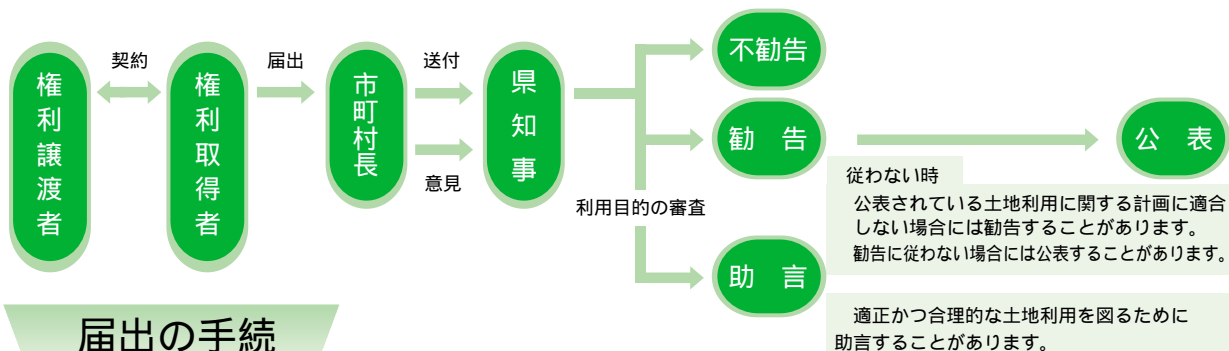 権利譲渡者
契約
権利取得者
届出
市町村長
送付
意見
県知事
利用目的の審査
不勧告
勧 告
公 表
従わない時
公表されている土地利用に関する計画に適合
しない場合には勧告することがあります。
勧告に従わない場合には公表することがあります。
助 言
適正かつ合理的な土地利用を図るために
助言することがあります。
届出の手続